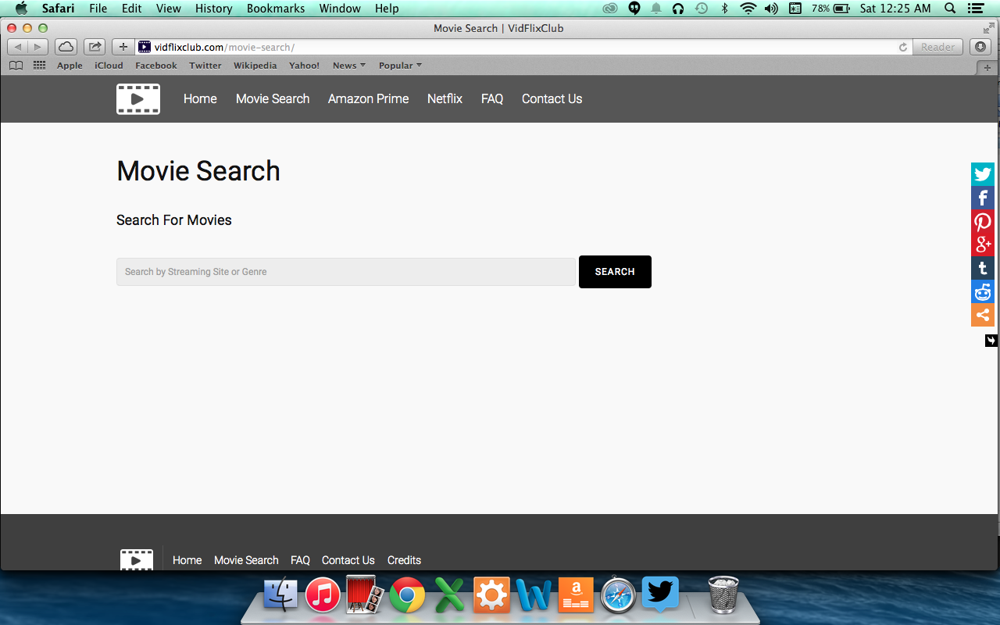 Safari File Edit View History Bookmarks Window Help 78% Sat 12:25 AM
Movie Search | VidFlixClub
vidflixclub.com/movie-search/ Reader
Apple iCloud Facebook Twitter Wikipedia Yahoo! News Popular
Home Movie Search Amazon Prime Netflix FAQ Contact Us
Movie Search
Search For Movies
Search by Streaming Site or Genre SEARCH
Home Movie Search FAQ Contact Us Credits